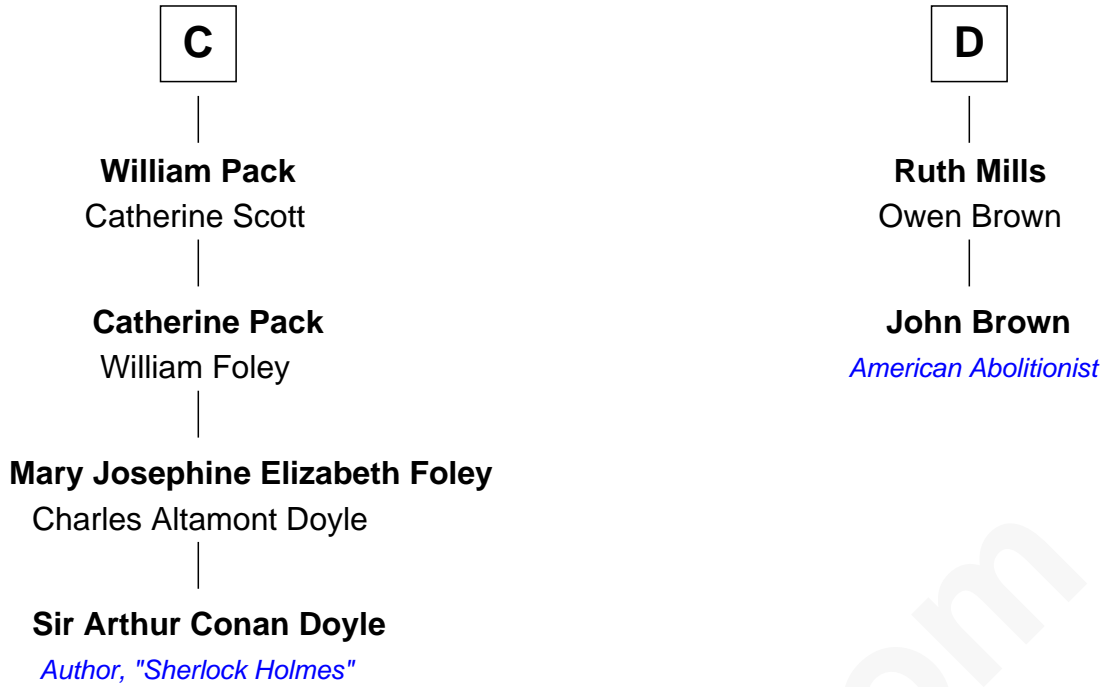 C
William Pack
Catherine Scott
Catherine Pack
William Foley
Mary Josephine Elizabeth Foley
Charles Altamont Doyle
Sir Arthur Conan Doyle
Author, "Sherlock Holmes"
D
Ruth Mills
Owen Brown
John Brown
American Abolitionist
om